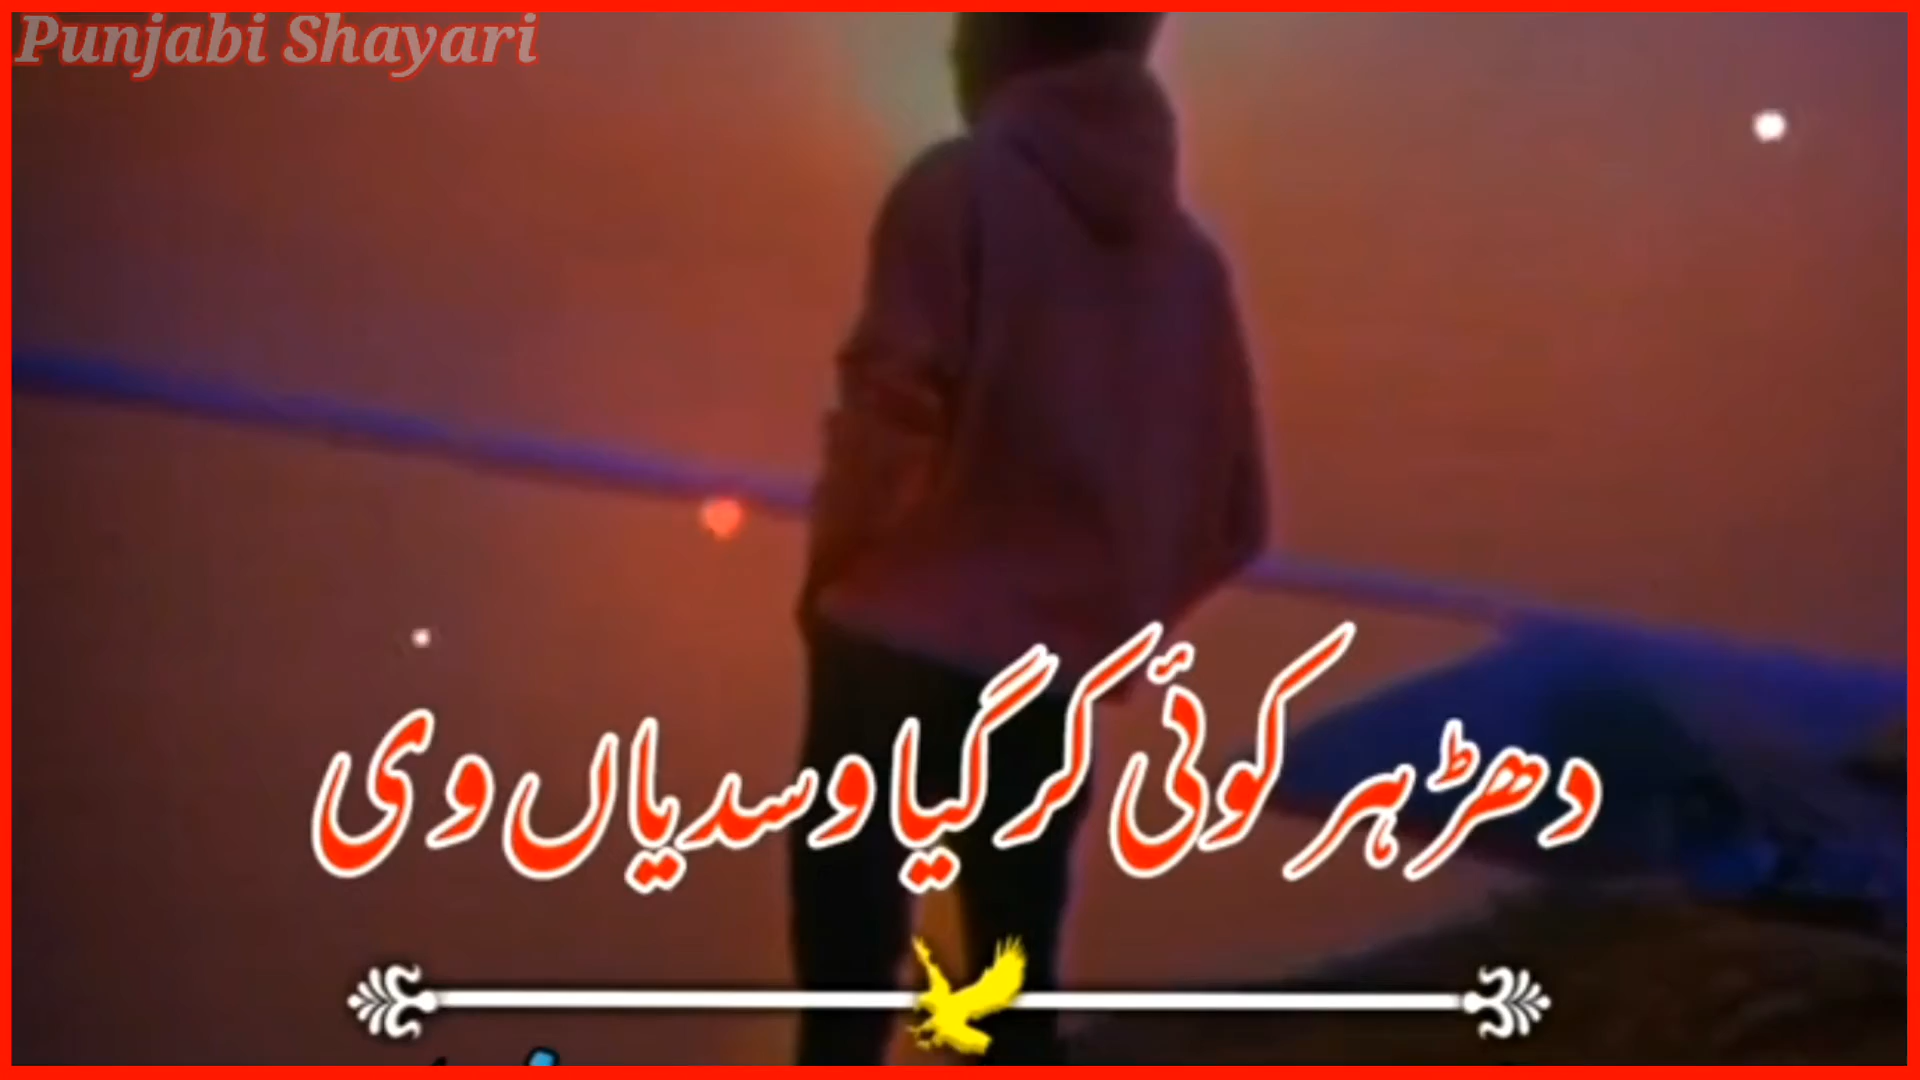 Punjabi Shayari
دھڑ ہر کوئی کر گیا وسدیاں وی